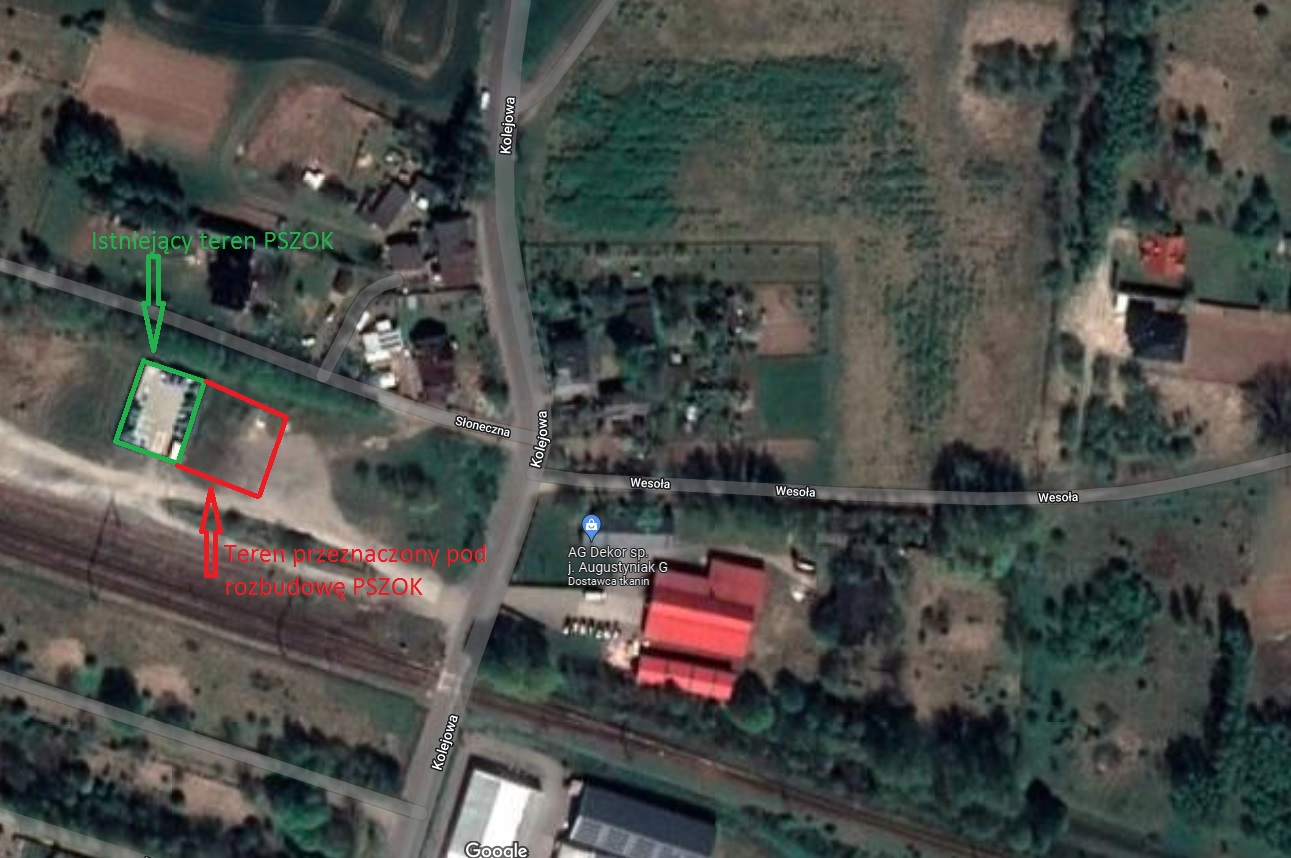 Kolejowa
Istniejący teren PSZOK
Słoneczna
Kolejowa
Wesoła
Wesoła
Wesoła
AG Dekor sp.
j. Augustyniak G
Dostawca tkanin
Teren przeznaczony pod
rozbudowę PSZOK
Kolejowa
Google